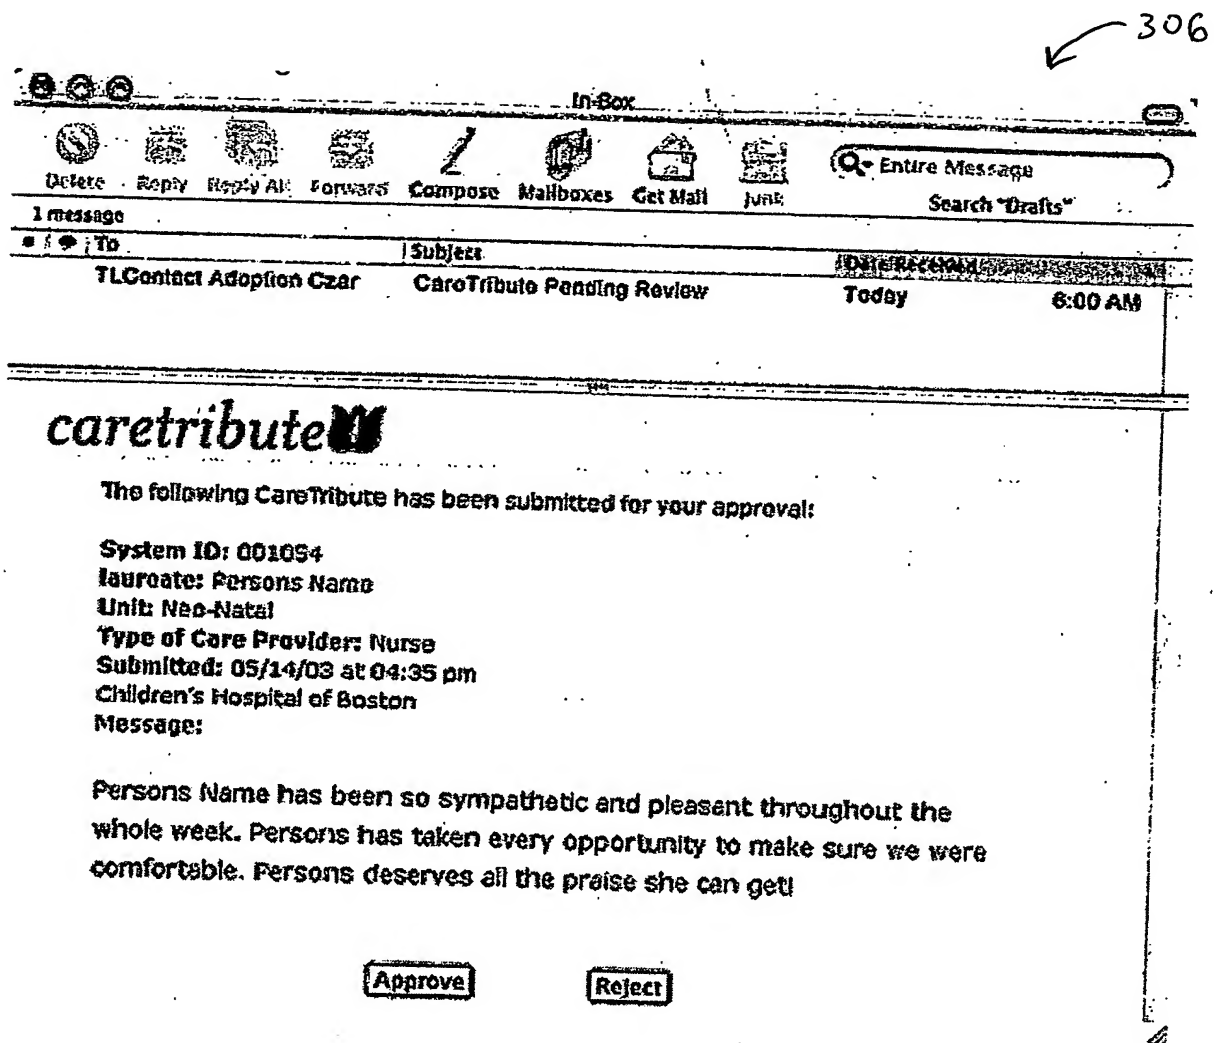 306
In-Box
Delete Reply Reply All Forward Compose Mailboxes Get Mail Junk Entire Message
Search "Drafts"
1 message
To Subject Date Received
TLContact Adoption Czar CareTribute Pending Review Today 6:00 AM
caretribute
The following CareTribute has been submitted for your approval:
System ID: 001054
laureate: Persons Name
Unit: Neo-Natal
Type of Care Provider: Nurse
Submitted: 05/14/03 at 04:35 pm
Children's Hospital of Boston
Message:
Persons Name has been so sympathetic and pleasant throughout the
whole week. Persons has taken every opportunity to make sure we were
comfortable. Persons deserves all the praise she can get!
Approve Reject